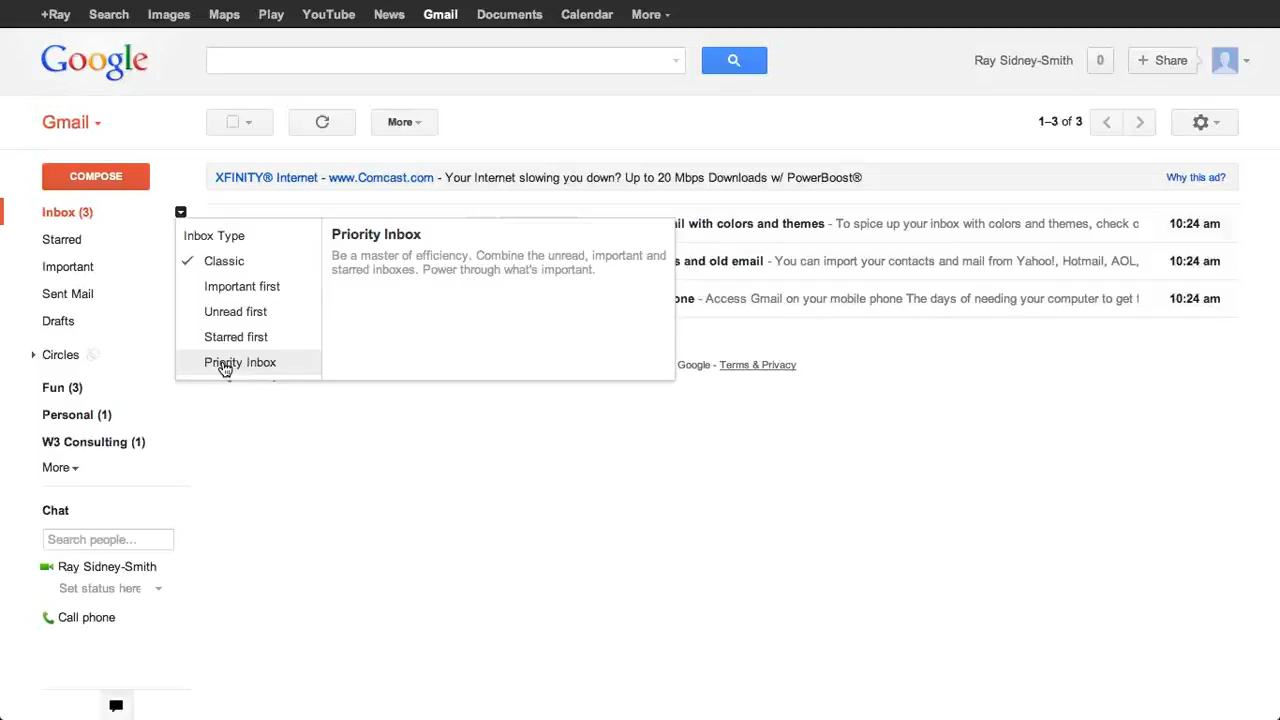 +Ray Search Images Maps Play YouTube News Gmail Documents Calendar More
Google
Ray Sidney-Smith 0 + Share
Gmail More 1–3 of 3
COMPOSE
XFINITY® Internet - www.Comcast.com - Your Internet slowing you down? Up to 20 Mbps Downloads w/ PowerBoost® Why this ad?
Inbox (3)
Starred
Important
Sent Mail
Drafts
Circles
Fun (3)
Personal (1)
W3 Consulting (1)
More
Inbox Type
Classic
Important first
Unread first
Starred first
Priority Inbox
Priority Inbox
Be a master of efficiency. Combine the unread, important and
starred inboxes. Power through what's important.
il with colors and themes - To spice up your inbox with colors and themes, check c 10:24 am
s and old email - You can import your contacts and mail from Yahoo!, Hotmail, AOL, 10:24 am
one - Access Gmail on your mobile phone The days of needing your computer to get t 10:24 am
Google - Terms & Privacy
Chat
Search people...
Ray Sidney-Smith
Set status here
Call phone